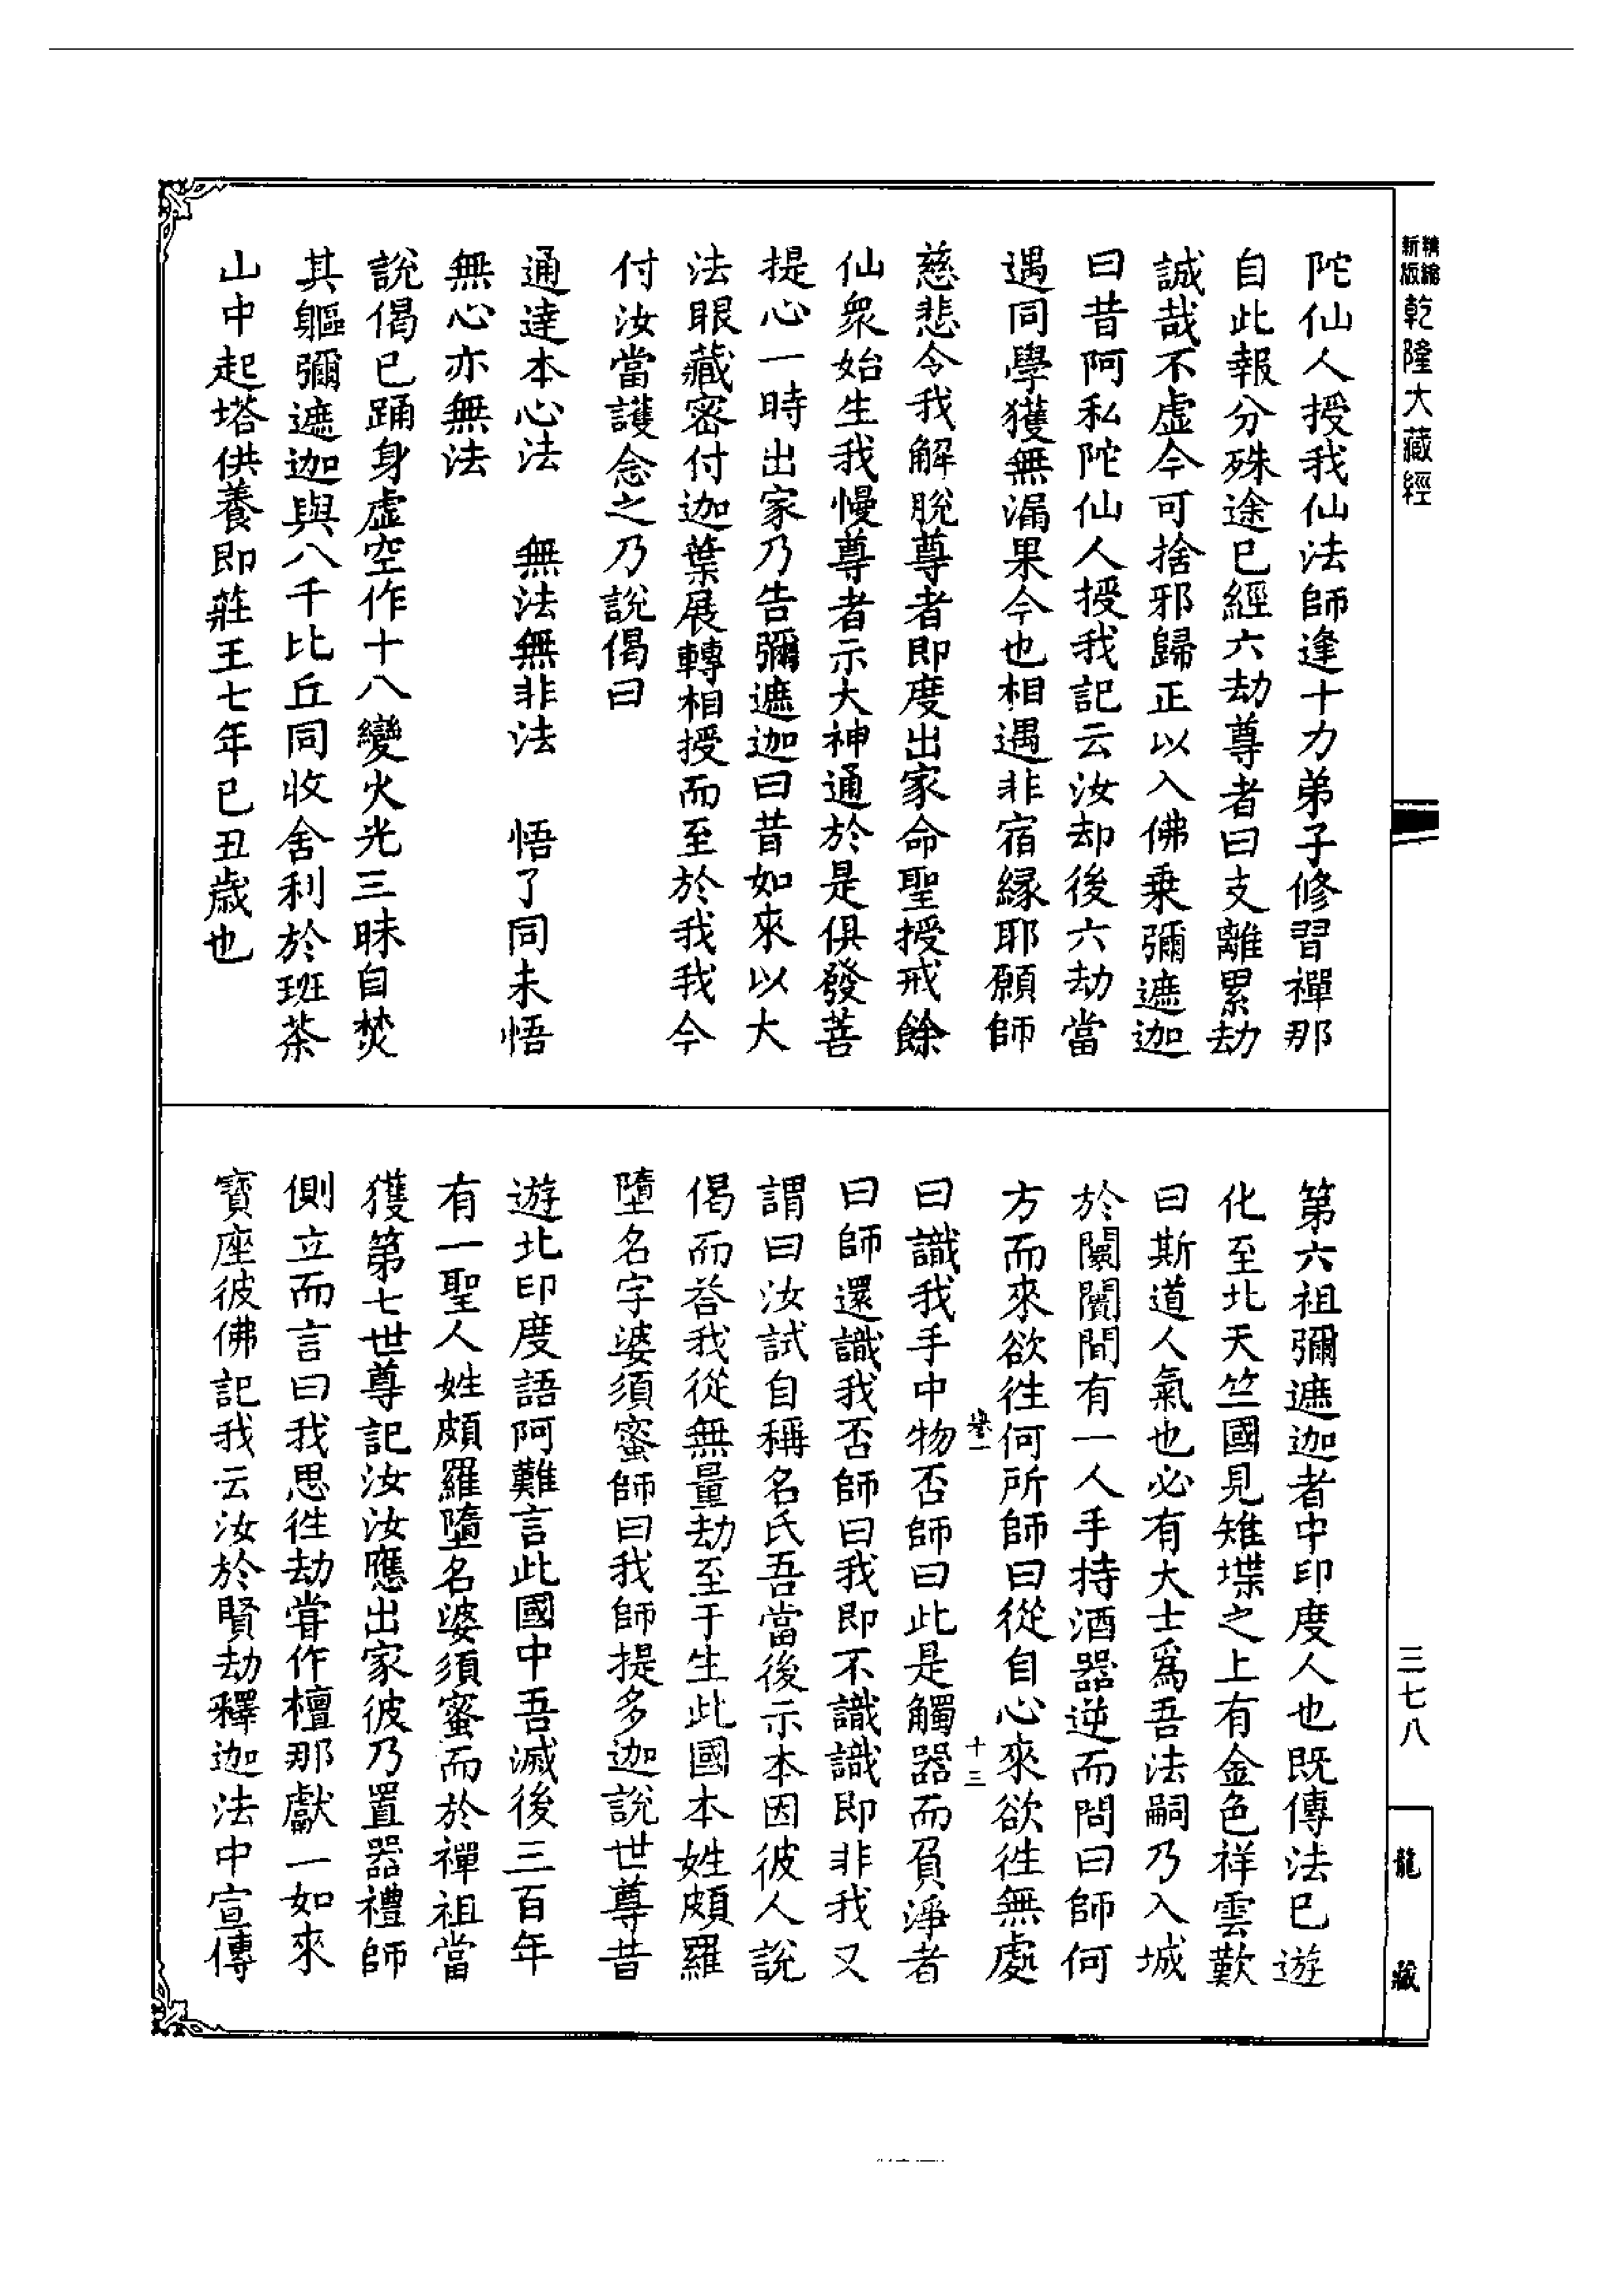 新版
精縮
乾隆大藏經
陀仙人授我仙法師逢十力弟子修習禪那
自此報分殊途已經六劫尊者曰支離累劫
誠哉不虛今可捨邪歸正以入佛乗彌遮迦
曰昔阿私陀仙人授我記云汝却後六劫當
遇同學獲無漏果今也相遇非宿緣耶願師
慈悲令我解脫尊者即度出家命聖授戒餘
仙衆始生我慢尊者示大神通於是俱發菩
提心一時出家乃告彌遮迦曰昔如來以大
法眼藏密付迦葉展轉相授而至於我我今
付汝當護念之乃說偈曰
通達本心法　無法無非法　悟了同未悟
無心亦無法
說偈已踊身虛空作十八變火光三昧自焚
其軀彌遮迦與八千比丘同收舍利於班茶
山中起塔供養即莊王七年已丑歲也
第六祖彌遮迦者中印度人也既傳法已遊
化至北天竺國見雉堞之上有金色祥雲歎
曰斯道人氣也必有大士爲吾法嗣乃入城
於闤闠間有一人手持酒器逆而問曰師何
方而來欲徃何所師曰從自心來欲徃無處
曰識我手中物否師曰此是觸器而負淨者
曰師還識我否師曰我即不識識即非我又
謂曰汝試自稱名氏吾當後示本因彼人說
偈而荅我從無量劫至于生此國本姓頗羅
墮名字婆須蜜師曰我師提多迦說世尊昔
遊北印度語阿難言此國中吾滅後三百年
有一聖人姓頗羅墮名婆須蜜而於禪祖當
獲第七世尊記汝汝應出家彼乃置器禮師
側立而言曰我思徃劫甞作檀那獻一如來
寶座彼佛記我云汝於賢劫釋迦法中宣傳
十三
三七八
龍藏